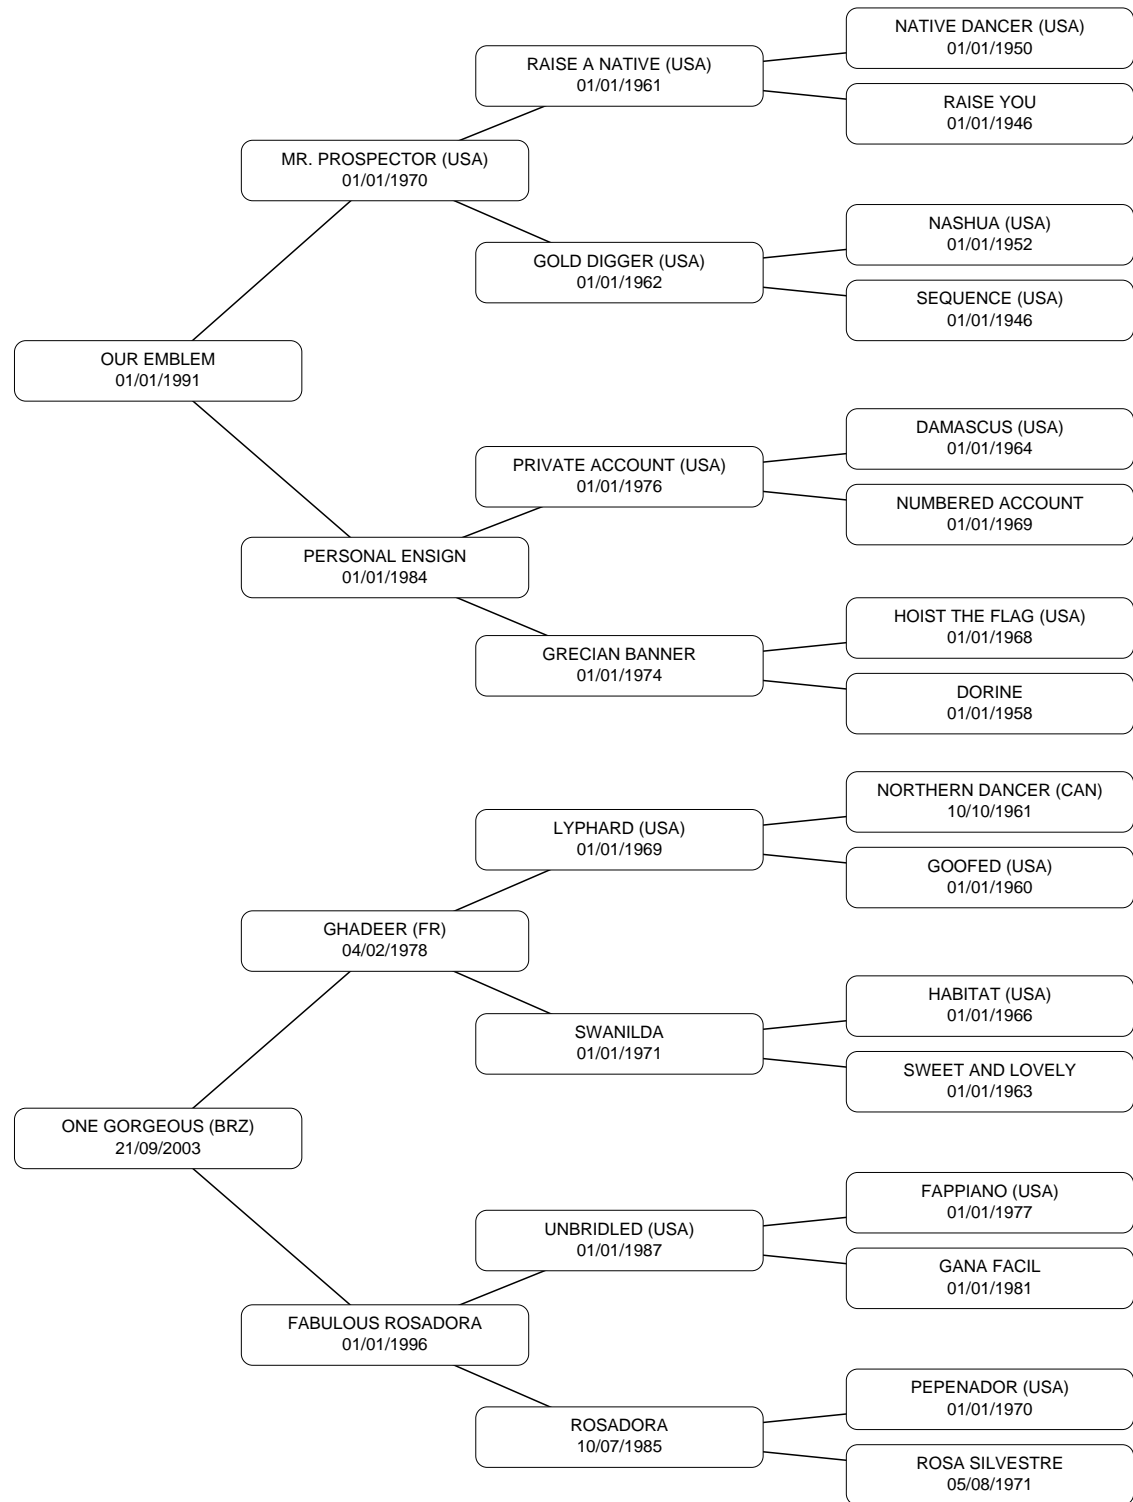 NATIVE DANCER (USA)
01/01/1950
RAISE A NATIVE (USA)
01/01/1961
RAISE YOU
01/01/1946
MR. PROSPECTOR (USA)
01/01/1970
NASHUA (USA)
01/01/1952
GOLD DIGGER (USA)
01/01/1962
SEQUENCE (USA)
01/01/1946
OUR EMBLEM
01/01/1991
DAMASCUS (USA)
01/01/1964
PRIVATE ACCOUNT (USA)
01/01/1976
NUMBERED ACCOUNT
01/01/1969
PERSONAL ENSIGN
01/01/1984
HOIST THE FLAG (USA)
01/01/1968
GRECIAN BANNER
01/01/1974
DORINE
01/01/1958
NORTHERN DANCER (CAN)
10/10/1961
LYPHARD (USA)
01/01/1969
GOOFED (USA)
01/01/1960
GHADEER (FR)
04/02/1978
HABITAT (USA)
01/01/1966
SWANILDA
01/01/1971
SWEET AND LOVELY
01/01/1963
ONE GORGEOUS (BRZ)
21/09/2003
FAPPIANO (USA)
01/01/1977
UNBRIDLED (USA)
01/01/1987
GANA FACIL
01/01/1981
FABULOUS ROSADORA
01/01/1996
PEPENADOR (USA)
01/01/1970
ROSADORA
10/07/1985
ROSA SILVESTRE
05/08/1971